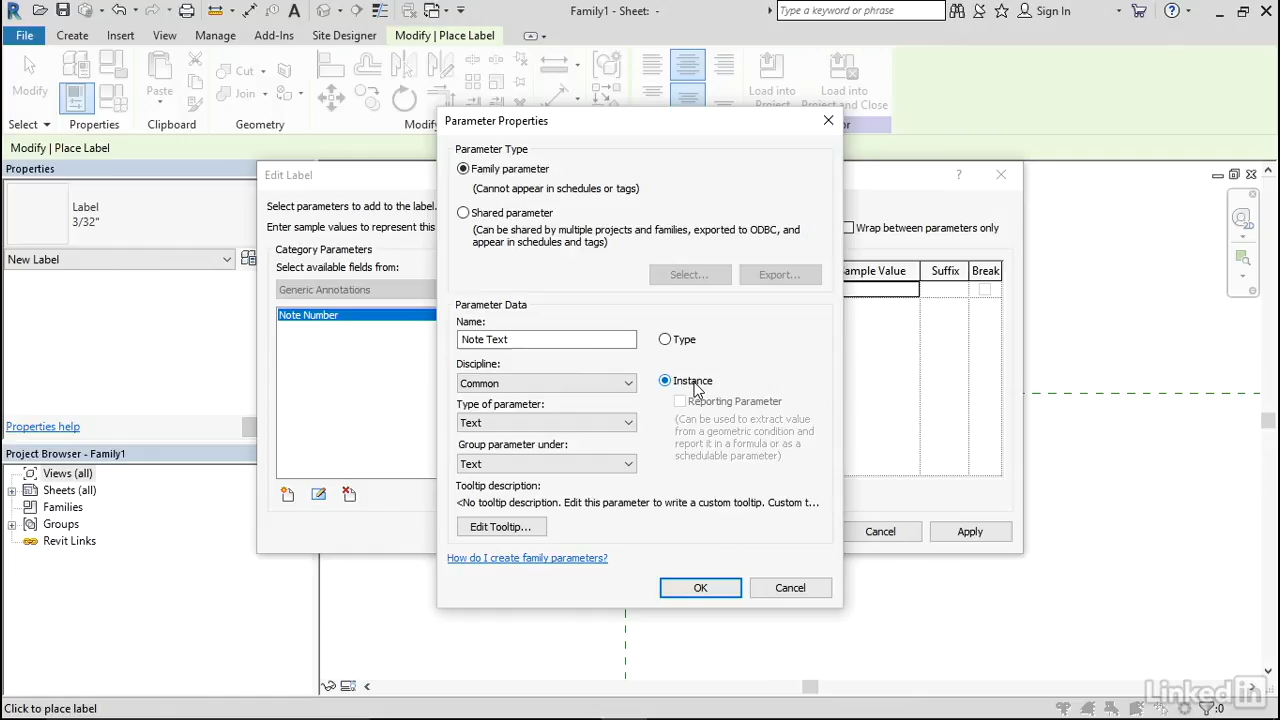 Family1 - Sheet: -
Type a keyword or phrase
Sign In
File
Create
Insert
View
Manage
Add-Ins
Site Designer
Modify | Place Label
Modify
Paste
Cut
Join
Load into
Project
Load into
Project and Close
Select
Properties
Clipboard
Geometry
Modif
or
Modify | Place Label
Properties
Label
3/32"
New Label
Properties help
Project Browser - Family1
Views (all)
Sheets (all)
Families
Groups
Revit Links
Click to place label
:0
Edit Label
Select parameters to add to the label.
Enter sample values to represent this
Category Parameters
Select available fields from:
Generic Annotations
Note Number
Wrap between parameters only
Sample Value
Suffix
Break
Cancel
Apply
Parameter Properties
Parameter Type
Family parameter
(Cannot appear in schedules or tags)
Shared parameter
(Can be shared by multiple projects and families, exported to ODBC, and
appear in schedules and tags)
Select...
Export...
Parameter Data
Name:
Note Text
Type
Discipline:
Common
Instance
Reporting Parameter
(Can be used to extract value
from a geometric condition and
report it in a formula or as a
schedulable parameter)
Type of parameter:
Text
Group parameter under:
Text
Tooltip description:
<No tooltip description. Edit this parameter to write a custom tooltip. Custom t...
Edit Tooltip...
How do I create family parameters?
OK
Cancel
2D
Linked in